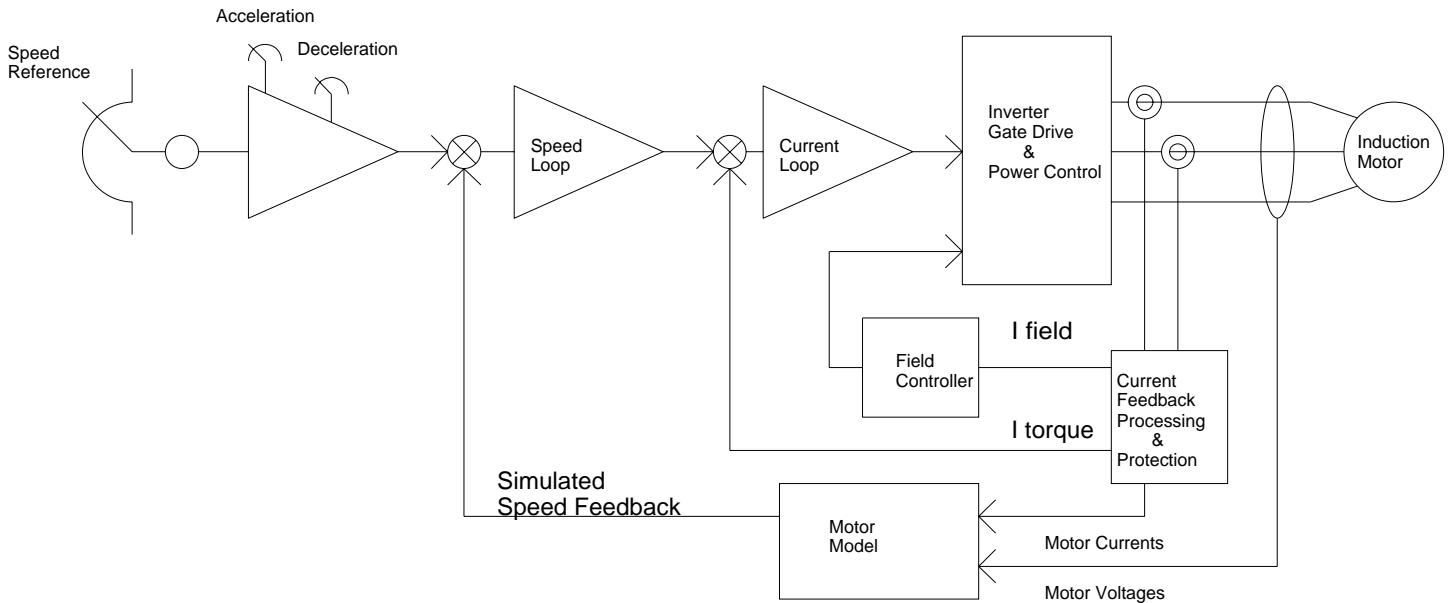 Acceleration
Deceleration
Speed
Reference
Speed
Loop
Current
Loop
Inverter
Gate Drive
&
Power Control
Induction
Motor
I field
Field
Controller
Current
Feedback
Processing
&
Protection
I torque
Simulated
Speed Feedback
Motor
Model
Motor Currents
Motor Voltages